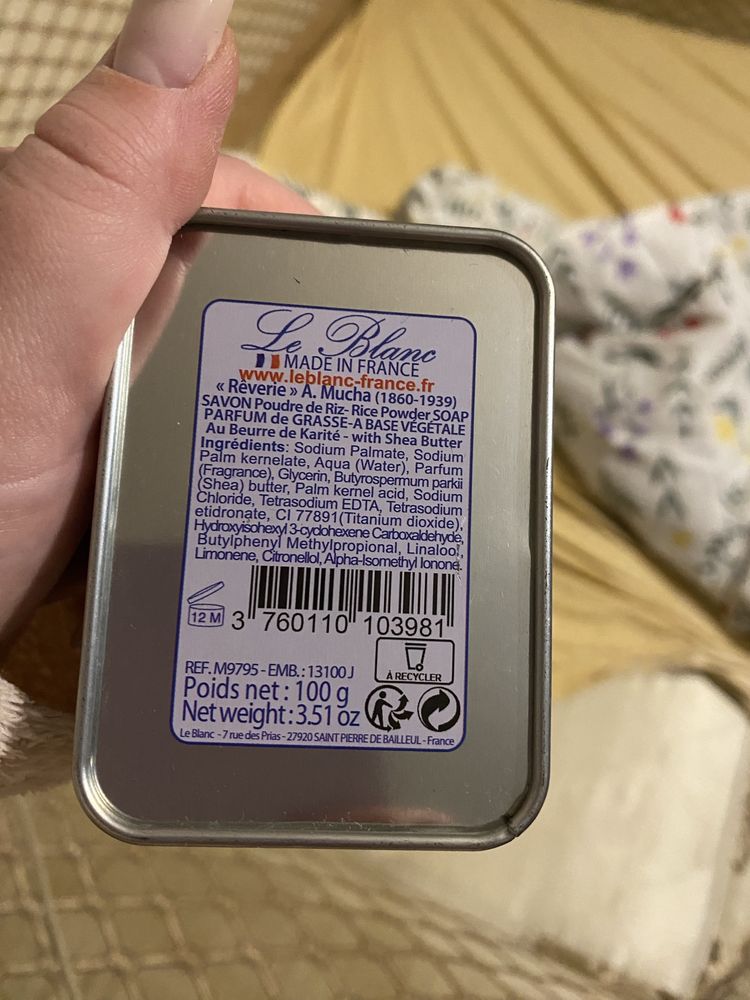 Le Blanc
MADE IN FRANCE
www.leblanc-france.fr
« Rêverie » A. Mucha (1860-1939)
SAVON Poudre de Riz- Rice Powder SOAP
PARFUM de GRASSE-A BASE VÉGÉTALE
Au Beurre de Karité - with Shea Butter
Ingrédients: Sodium Palmate, Sodium
Palm kernelate, Aqua (Water), Parfum
(Fragrance), Glycerin, Butyrospermum parkii
(Shea) butter, Palm kernel acid, Sodium
Chloride, Tetrasodium EDTA, Tetrasodium
etidronate, CI 77891(Titanium dioxide),
Hydroxyisohexyl 3-cyclohexene Carboxaldehyde,
Butylphenyl Methylpropional, Linalool,
Limonene, Citronellol, Alpha-Isomethyl Ionone.
12 M
3 760110 103981
REF. M9795 - EMB. : 13100 J
À RECYCLER
Poids net : 100 g
Net weight : 3.51 oz
Le Blanc - 7 rue des Prias - 27920 SAINT PIERRE DE BAILLEUL - France